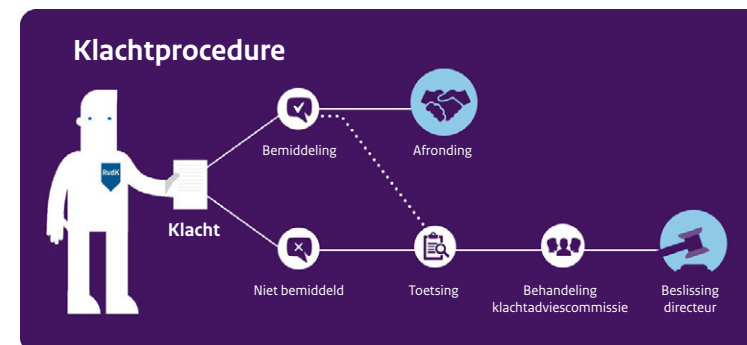 Klachtprocedure
RvdK
Klacht
Bemiddeling
Afronding
Niet bemiddeld
Toetsing
Behandeling
klachtadviescommissie
Beslissing
directeur